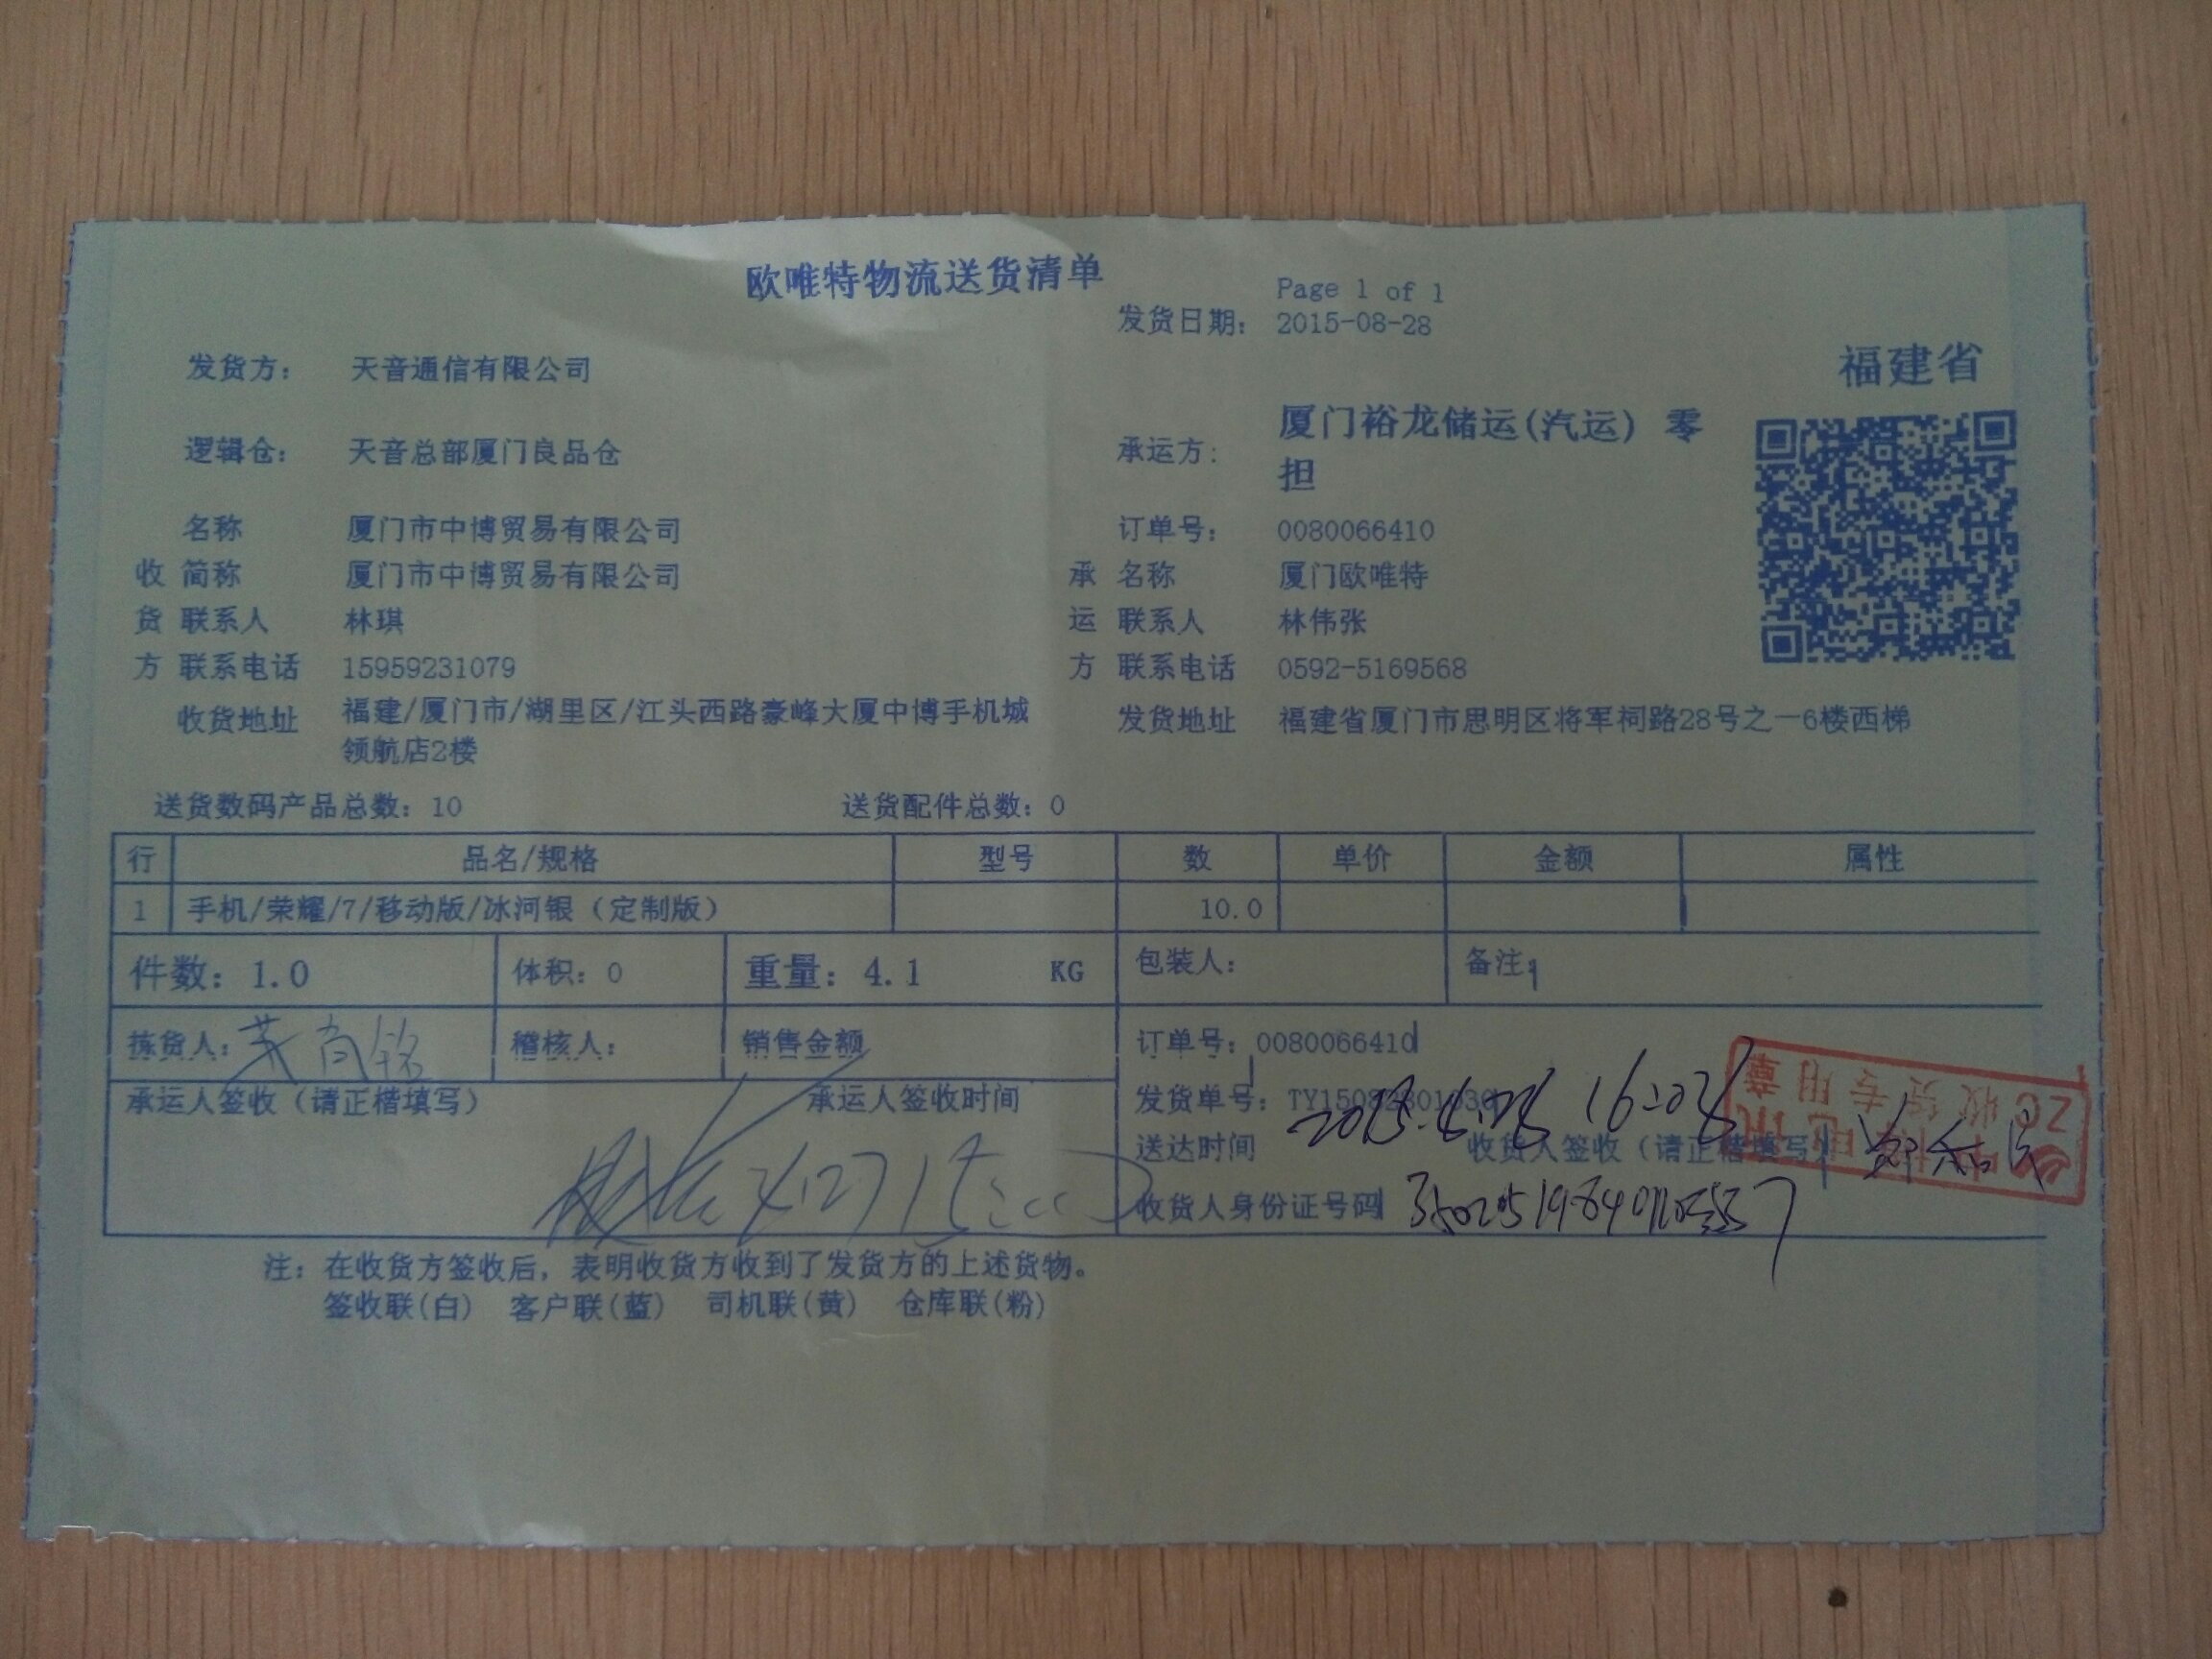 欧唯特物流送货清单
Page 1 of 1
发货日期: 2015-08-28
福建省
发货方: 天音通信有限公司
逻辑仓: 天音总部厦门良品仓
承运方: 厦门裕龙储运(汽运) 零
担
名称 厦门市中博贸易有限公司 订单号: 0080066410
收 简称 厦门市中博贸易有限公司 承 名称 厦门欧唯特
货 联系人 林琪 运 联系人 林伟张
方 联系电话 15959231079 方 联系电话 0592-5169568
收货地址 福建/厦门市/湖里区/江头西路豪峰大厦中博手机城 发货地址 福建省厦门市思明区将军祠路28号之一6楼西梯
领航店2楼
送货数码产品总数: 10 送货配件总数: 0
行 品名/规格 型号 数 单价 金额 属性
1 手机/荣耀/7/移动版/冰河银（定制版） 10.0
件数: 1.0 体积: 0 重量: 4.1 KG 包装人: 备注:
拣货人: 稽核人: 销售金额 订单号: 0080066410
承运人签收（请正楷填写） 承运人签收时间 发货单号:
送达时间 收货人签收（请正楷填写）
收货人身份证号码
注: 在收货方签收后, 表明收货方收到了发货方的上述货物。
签收联(白) 客户联(蓝) 司机联(黄) 仓库联(粉)